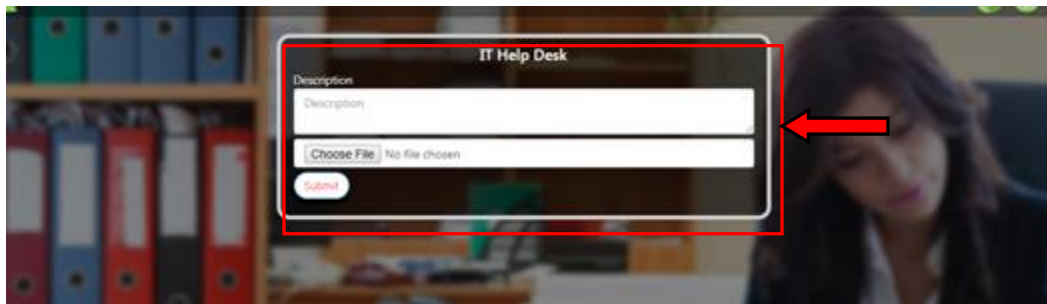 IT Help Desk
Description
Description
Choose File No file chosen
Submit